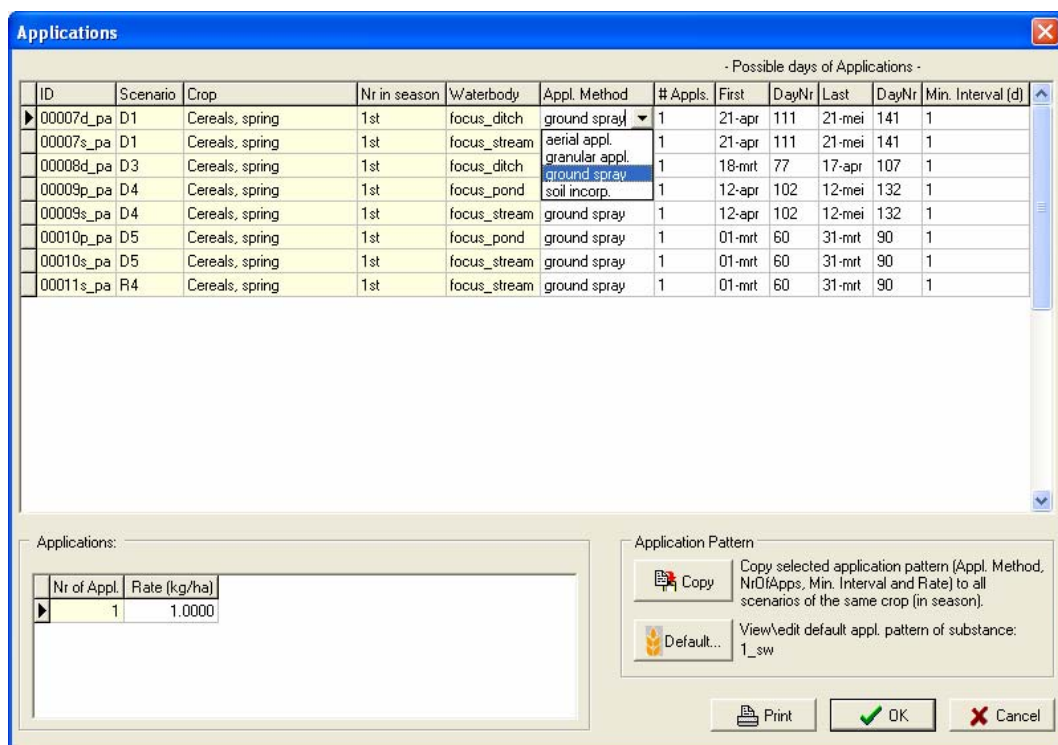 Applications
- Possible days of Applications -
ID Scenario Crop Nr in season Waterbody Appl. Method # Appls. First DayNr Last DayNr Min. Interval (d)
00007d_pa D1 Cereals, spring 1st focus_ditch ground spray 1 21-apr 111 21-mei 141 1
00007s_pa D1 Cereals, spring 1st focus_stream aerial appl. 1 21-apr 111 21-mei 141 1
granular appl.
00008d_pa D3 Cereals, spring 1st focus_ditch ground spray 1 18-mrt 77 17-apr 107 1
00009p_pa D4 Cereals, spring 1st focus_pond soil incorp. 1 12-apr 102 12-mei 132 1
00009s_pa D4 Cereals, spring 1st focus_stream ground spray 1 12-apr 102 12-mei 132 1
00010p_pa D5 Cereals, spring 1st focus_pond ground spray 1 01-mrt 60 31-mrt 90 1
00010s_pa D5 Cereals, spring 1st focus_stream ground spray 1 01-mrt 60 31-mrt 90 1
00011s_pa R4 Cereals, spring 1st focus_stream ground spray 1 01-mrt 60 31-mrt 90 1
Applications:
Nr of Appl. Rate (kg/ha)
1 1.0000
Application Pattern
Copy
Copy selected application pattern (Appl. Method,
NrOfApps, Min. Interval and Rate) to all
scenarios of the same crop (in season).
Default...
View\edit default appl. pattern of substance:
1_sw
Print OK Cancel